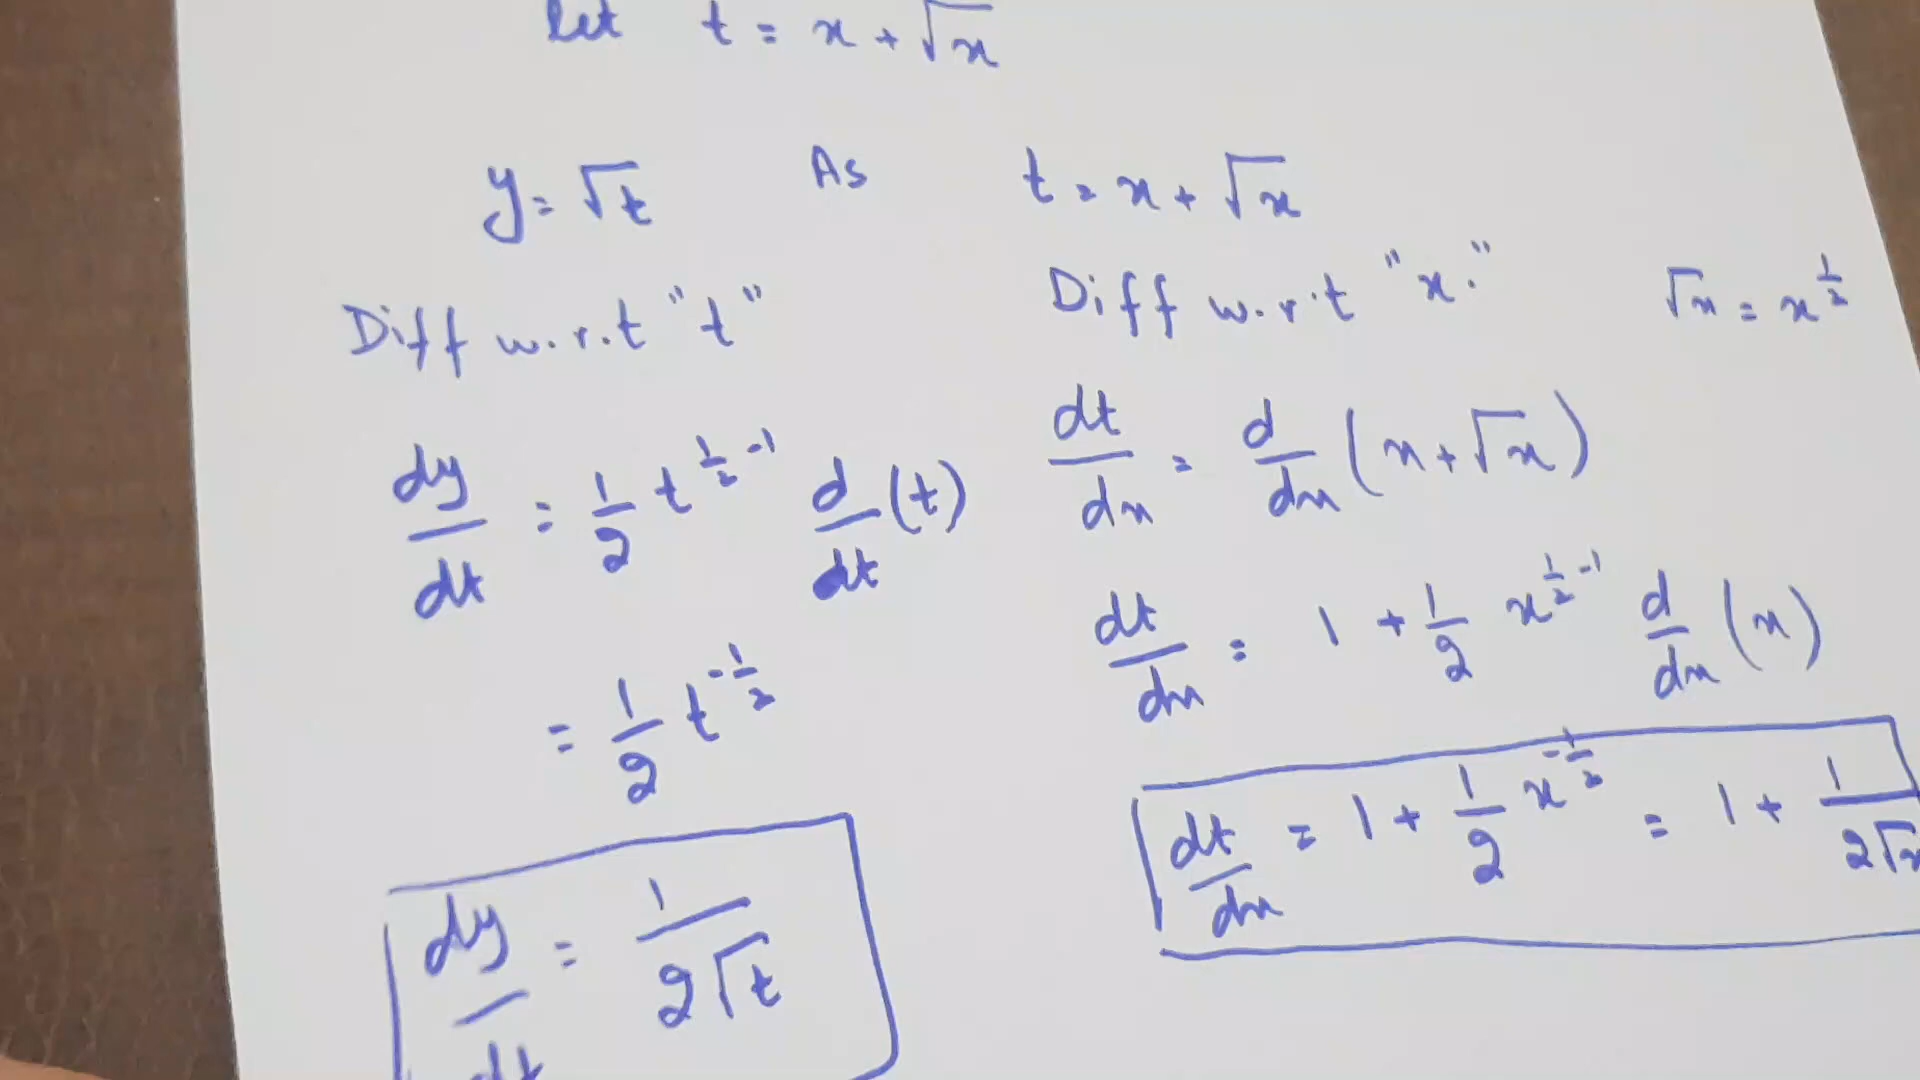 let t = x + √x
y = √t As t = x + √x
Diff w.r.t "t"
dy/dt = 1/2 t^(1/2 - 1) d/dt (t)
= 1/2 t^(-1/2)
dy/dt = 1/(2√t)
Diff w.r.t "x." √x = x^(1/2)
dt/dx = d/dx (x + √x)
dt/dx = 1 + 1/2 x^(1/2 - 1) d/dx (x)
dt/dx = 1 + 1/2 x^(-1/2) = 1 + 1/(2√x